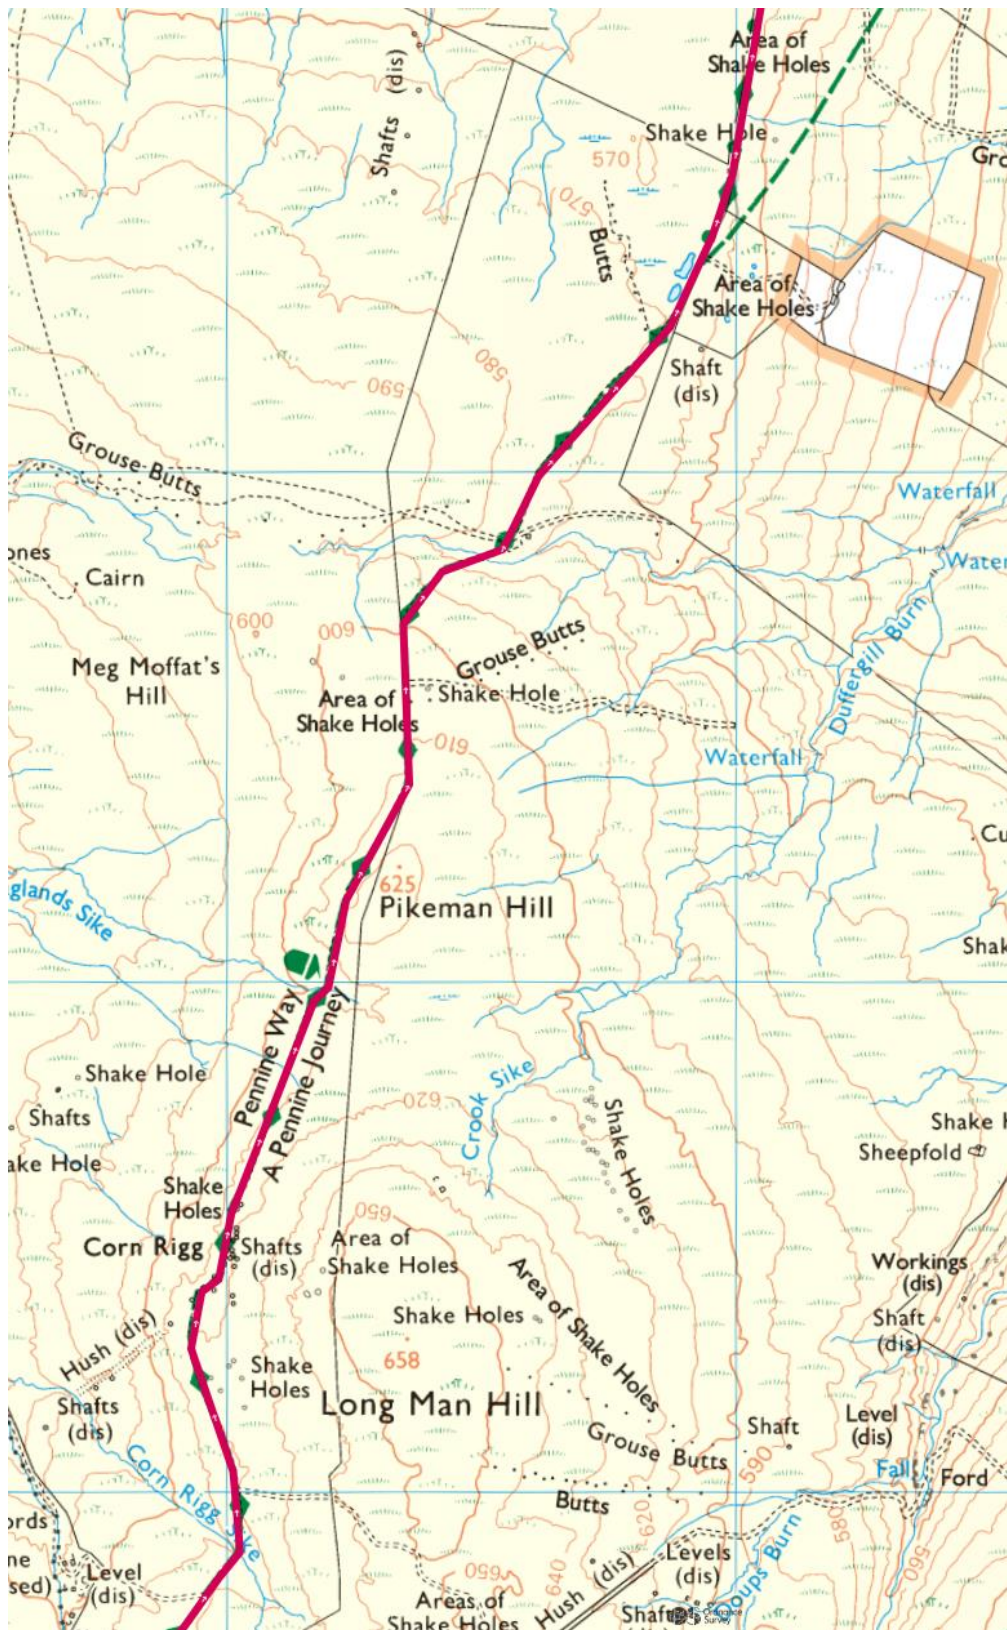 Area of
Shake Holes
Shafts (dis)
Shake Hole
570
570
Butts
Area of
Shake Holes
580
590
Shaft
(dis)
Grouse Butts
Waterfall
Cairn
600
600
Grouse Butts
Duffergill Burn
Meg Moffat's
Hill
Area of
Shake Holes
Shake Hole
610
Waterfall
625
Pikeman Hill
Pennine Way
A Pennine Journey
Shake Hole
Crook Sike
620
Shafts
Shake Holes
Sheepfold
Shake
Holes
650
Corn Rigg
Shafts
(dis)
Area of
Shake Holes
Area of Shake Holes
Workings
(dis)
Shake Holes
Shaft
(dis)
Hush (dis)
658
Shake
Holes
Long Man Hill
Shafts
(dis)
Level
(dis)
Shaft
Grouse Butts
590
Corn Rigg Sike
Fall
Ford
Butts
620
580
Level
(dis)
Hush (dis)
Levels
(dis)
Doups Burn
560
650
640
Areas of
Shake Holes
Ordnance
Survey